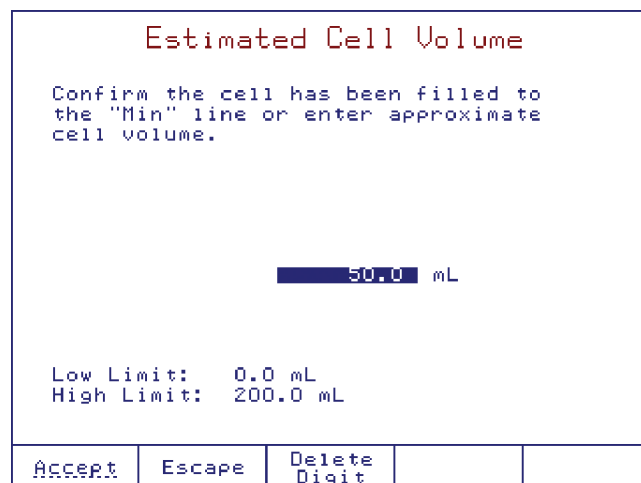 Estimated Cell Volume
Confirm the cell has been filled to
the "Min" line or enter approximate
cell volume.
50.0 mL
Low Limit: 0.0 mL
High Limit: 200.0 mL
Accept Escape Delete Digit